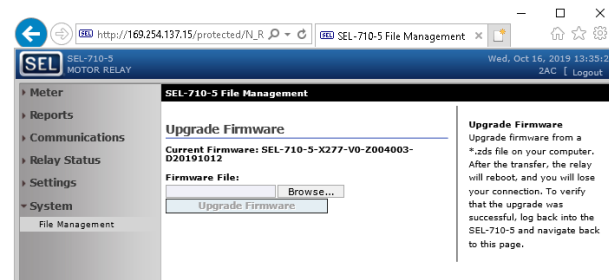 http://169.254.137.15/protected/N_R
SEL-710-5 File Management
SEL
SEL-710-5
MOTOR RELAY
Wed, Oct 16, 2019 13:35:2
2AC [ Logout
Meter
Reports
Communications
Relay Status
Settings
System
File Management
SEL-710-5 File Management
Upgrade Firmware
Current Firmware: SEL-710-5-X277-V0-Z004003-
D20191012
Firmware File:
Browse...
Upgrade Firmware
Upgrade Firmware
Upgrade firmware from a
*.zds file on your computer.
After the transfer, the relay
will reboot, and you will lose
your connection. To verify
that the upgrade was
successful, log back into the
SEL-710-5 and navigate back
to this page.